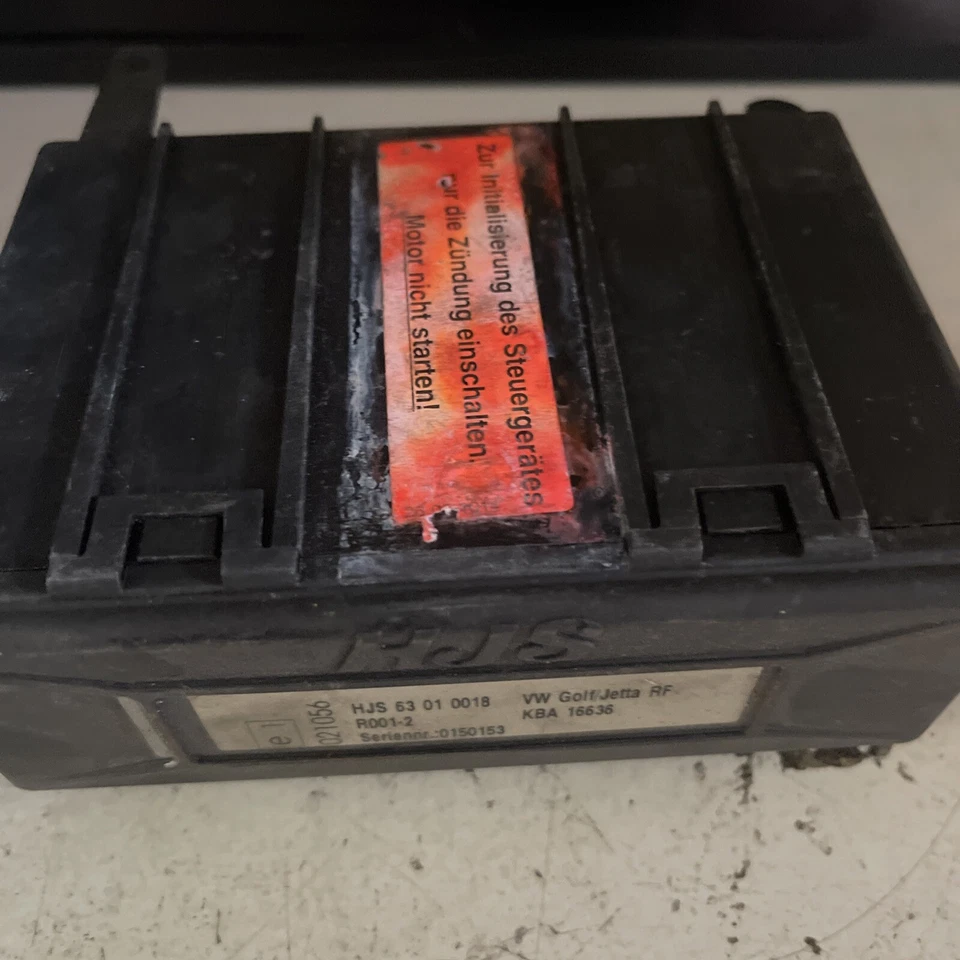 Zur Initialisierung des Steuergerätes
nur die Zündung einschalten,
Motor nicht starten!
HJS
e 1
021056
HJS 63 01 0018
R001-2
Seriennr.:0150153
VW Golf/Jetta RF
KBA 16636